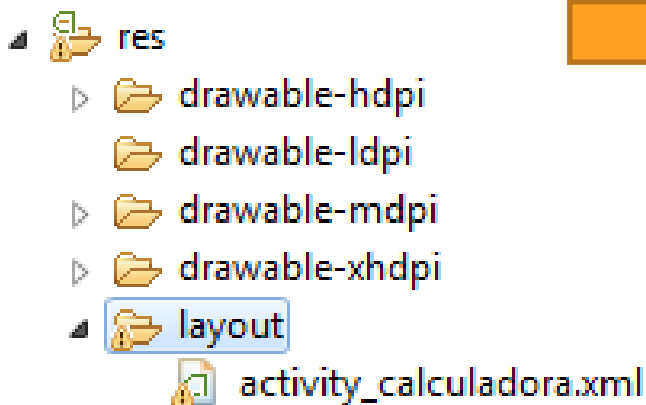 res
drawable-hdpi
drawable-ldpi
drawable-mdpi
drawable-xhdpi
layout
activity_calculadora.xml